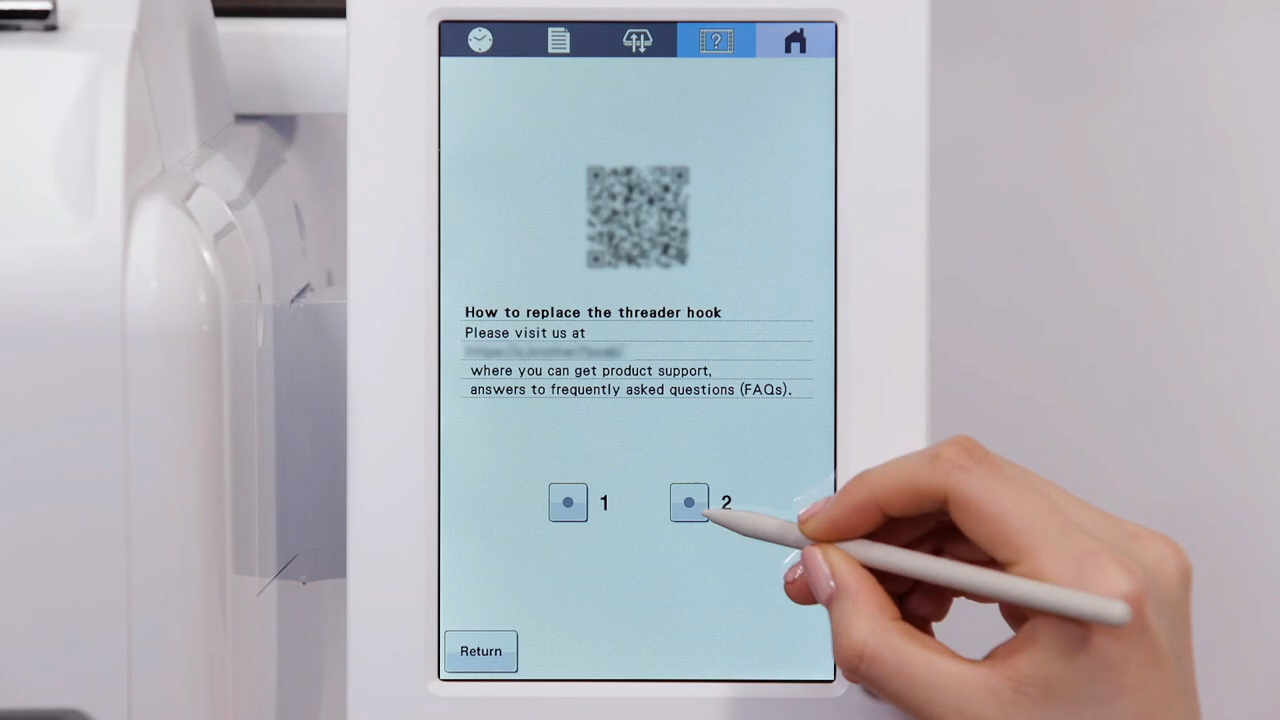 ?
How to replace the threader hook
Please visit us at
where you can get product support,
answers to frequently asked questions (FAQs).
1 2
Return